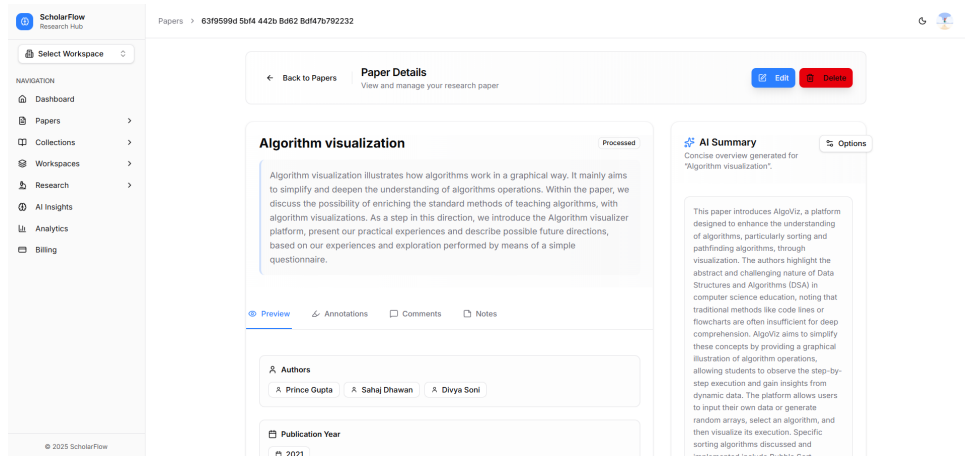 ScholarFlow
Research Hub
Select Workspace
NAVIGATION
Dashboard
Papers
Collections
Workspaces
Research
AI Insights
Analytics
Billing
© 2025 ScholarFlow
Papers > 63f9599d 5bf4 442b Bd62 Bdf47b792232
Back to Papers
Paper Details
View and manage your research paper
Edit
Delete
Algorithm visualization
Processed
Algorithm visualization illustrates how algorithms work in a graphical way. It mainly aims
to simplify and deepen the understanding of algorithms operations. Within the paper, we
discuss the possibility of enriching the standard methods of teaching algorithms, with
algorithm visualizations. As a step in this direction, we introduce the Algorithm visualizer
platform, present our practical experiences and describe possible future directions,
based on our experiences and exploration performed by means of a simple
questionnaire.
Preview
Annotations
Comments
Notes
Authors
Prince Gupta
Sahaj Dhawan
Divya Soni
Publication Year
2021
AI Summary
Options
Concise overview generated for
"Algorithm visualization".
This paper introduces AlgoViz, a platform
designed to enhance the understanding
of algorithms, particularly sorting and
pathfinding algorithms, through
visualization. The authors highlight the
abstract and challenging nature of Data
Structures and Algorithms (DSA) in
computer science education, noting that
traditional methods like code lines or
flowcharts are often insufficient for deep
comprehension. AlgoViz aims to simplify
these concepts by providing a graphical
illustration of algorithm operations,
allowing students to observe the step-by-
step execution and gain insights from
dynamic data. The platform allows users
to input their own data or generate
random arrays, select an algorithm, and
then visualize its execution. Specific
sorting algorithms discussed and
implemented include Bubble Sort